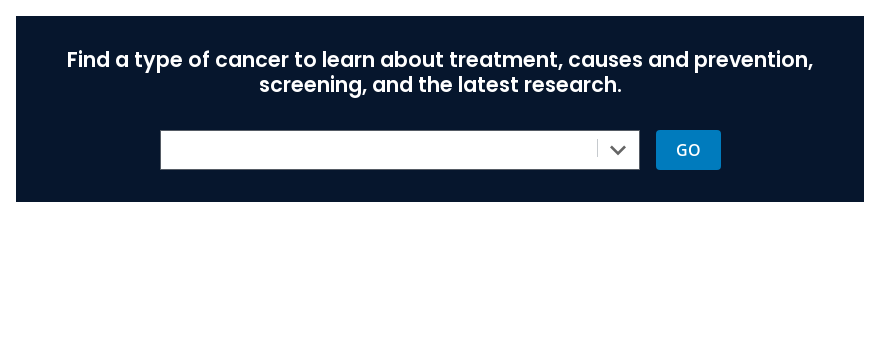 Find a type of cancer to learn about treatment, causes and prevention,
screening, and the latest research.
GO